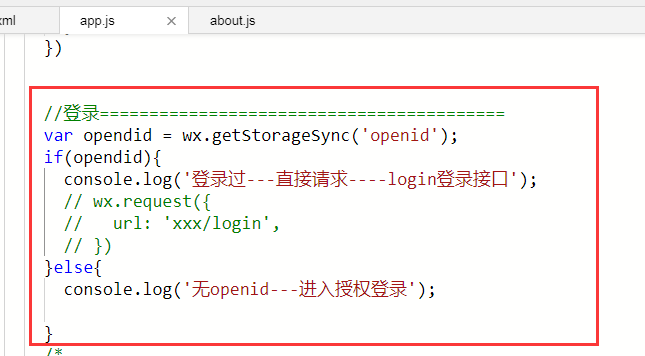 xml app.js × about.js
})
//登录=========================================
var opendid = wx.getStorageSync('openid');
if(opendid){
console.log('登录过---直接请求----login登录接口');
// wx.request({
//   url: 'xxx/login',
// })
}else{
console.log('无openid---进入授权登录');
}
/*